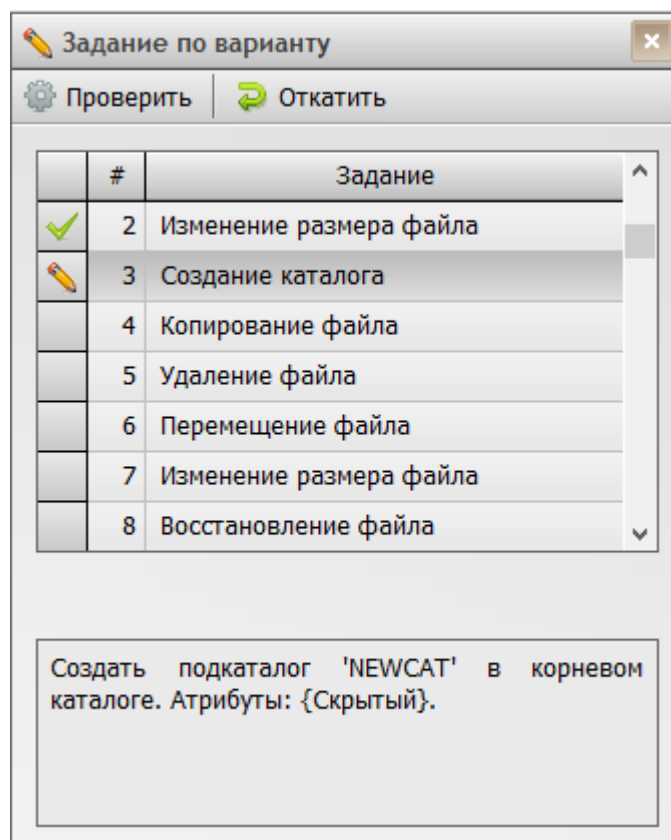 Задание по варианту
Проверить Откатить
# Задание
2 Изменение размера файла
3 Создание каталога
4 Копирование файла
5 Удаление файла
6 Перемещение файла
7 Изменение размера файла
8 Восстановление файла
Создать подкаталог 'NEWCAT' в корневом
каталоге. Атрибуты: {Скрытый}.